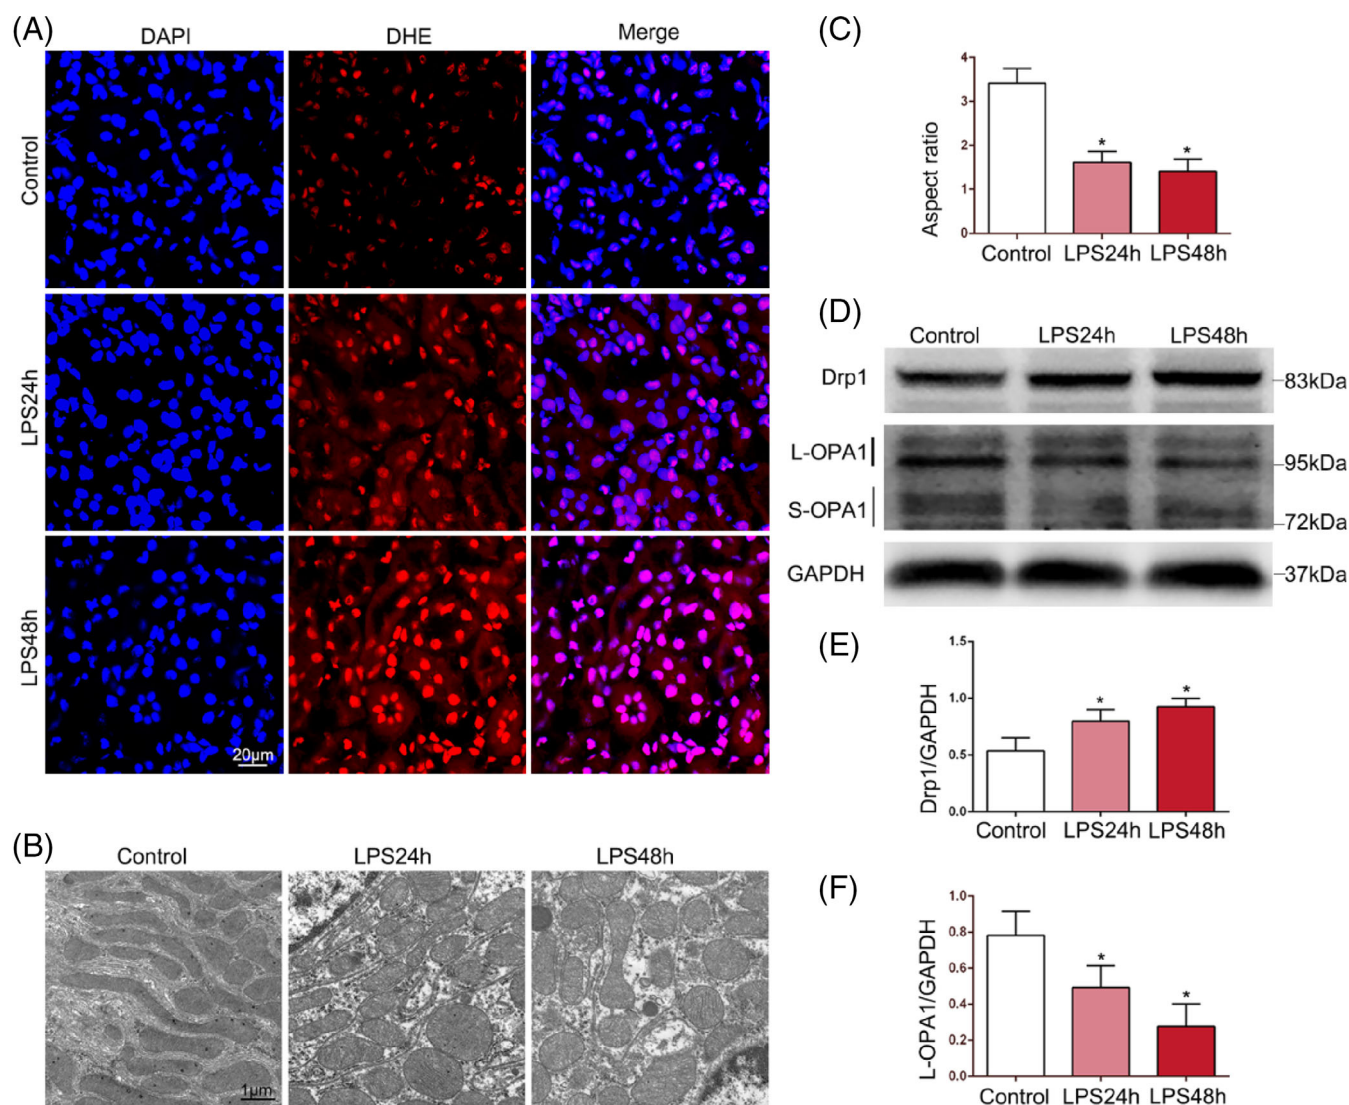 (A)
DAPI DHE Merge
Control
LPS24h
LPS48h
20µm
(B)
Control LPS24h LPS48h
1µm
(C)
Aspect ratio
4
3
2
1
0
* *
Control LPS24h LPS48h
(D)
Control LPS24h LPS48h
Drp1 83kDa
L-OPA1 95kDa
S-OPA1 72kDa
GAPDH 37kDa
(E)
Drp1/GAPDH
1.5
1.0
0.5
0.0
* *
Control LPS24h LPS48h
(F)
L-OPA1/GAPDH
1.0
0.8
0.6
0.4
0.2
0.0
* *
Control LPS24h LPS48h